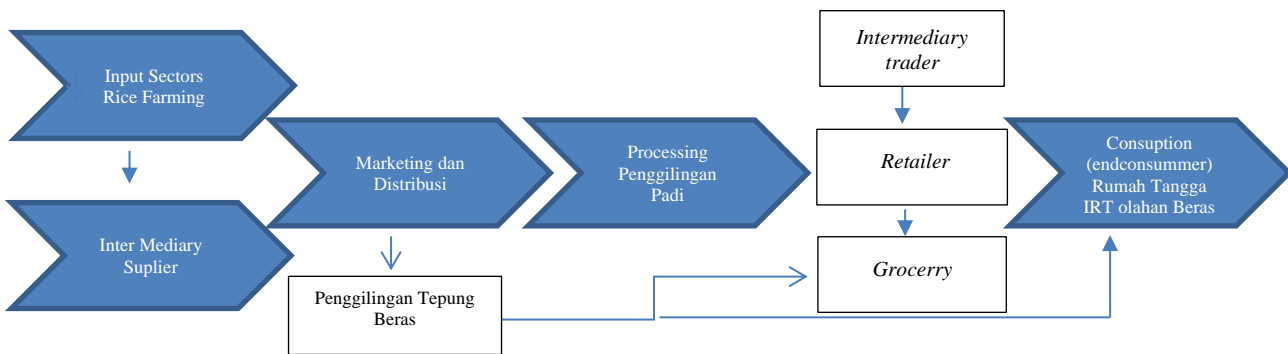 Input Sectors
Rice Farming
Inter Mediary
Suplier
Marketing dan
Distribusi
Penggilingan Tepung
Beras
Processing
Penggilingan
Padi
Intermediary
trader
Retailer
Grocerry
Consuption
(endconsummer)
Rumah Tangga
IRT olahan Beras